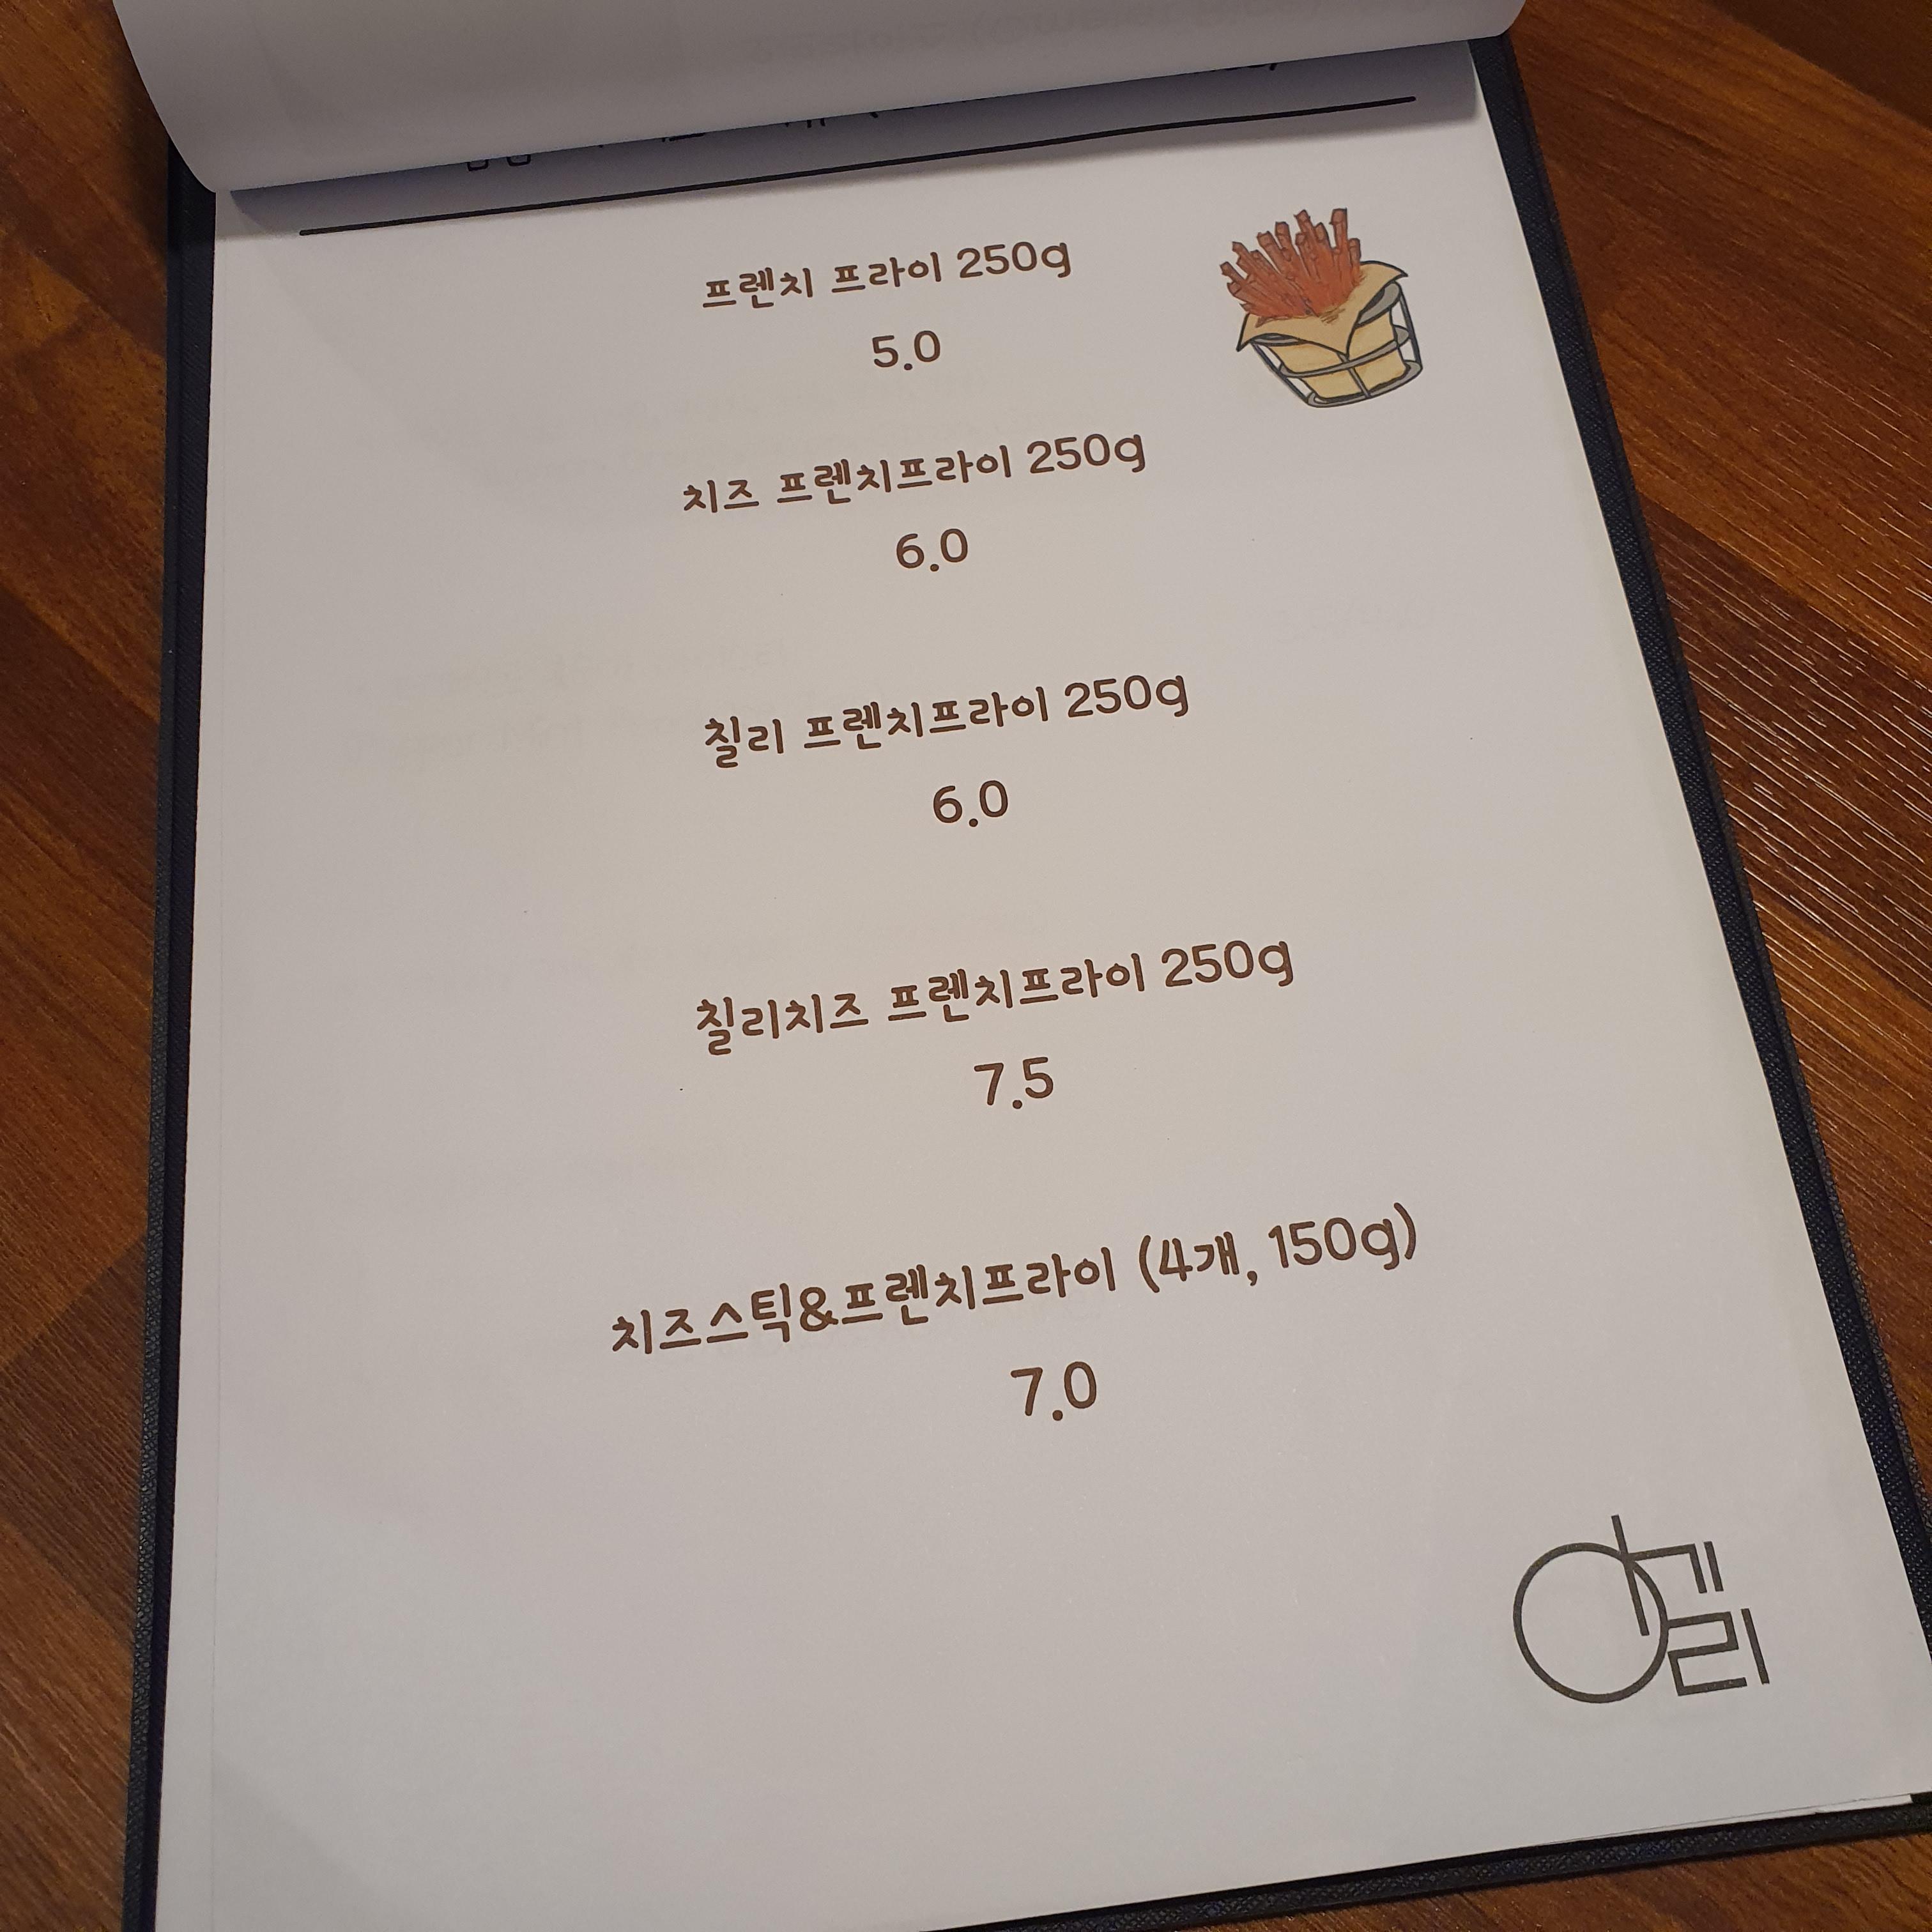 프렌치 프라이 250g
5.0
치즈 프렌치프라이 250g
6.0
칠리 프렌치프라이 250g
6.0
칠리치즈 프렌치프라이 250g
7.5
치즈스틱&프렌치프라이 (4개, 150g)
7.0
아게
리